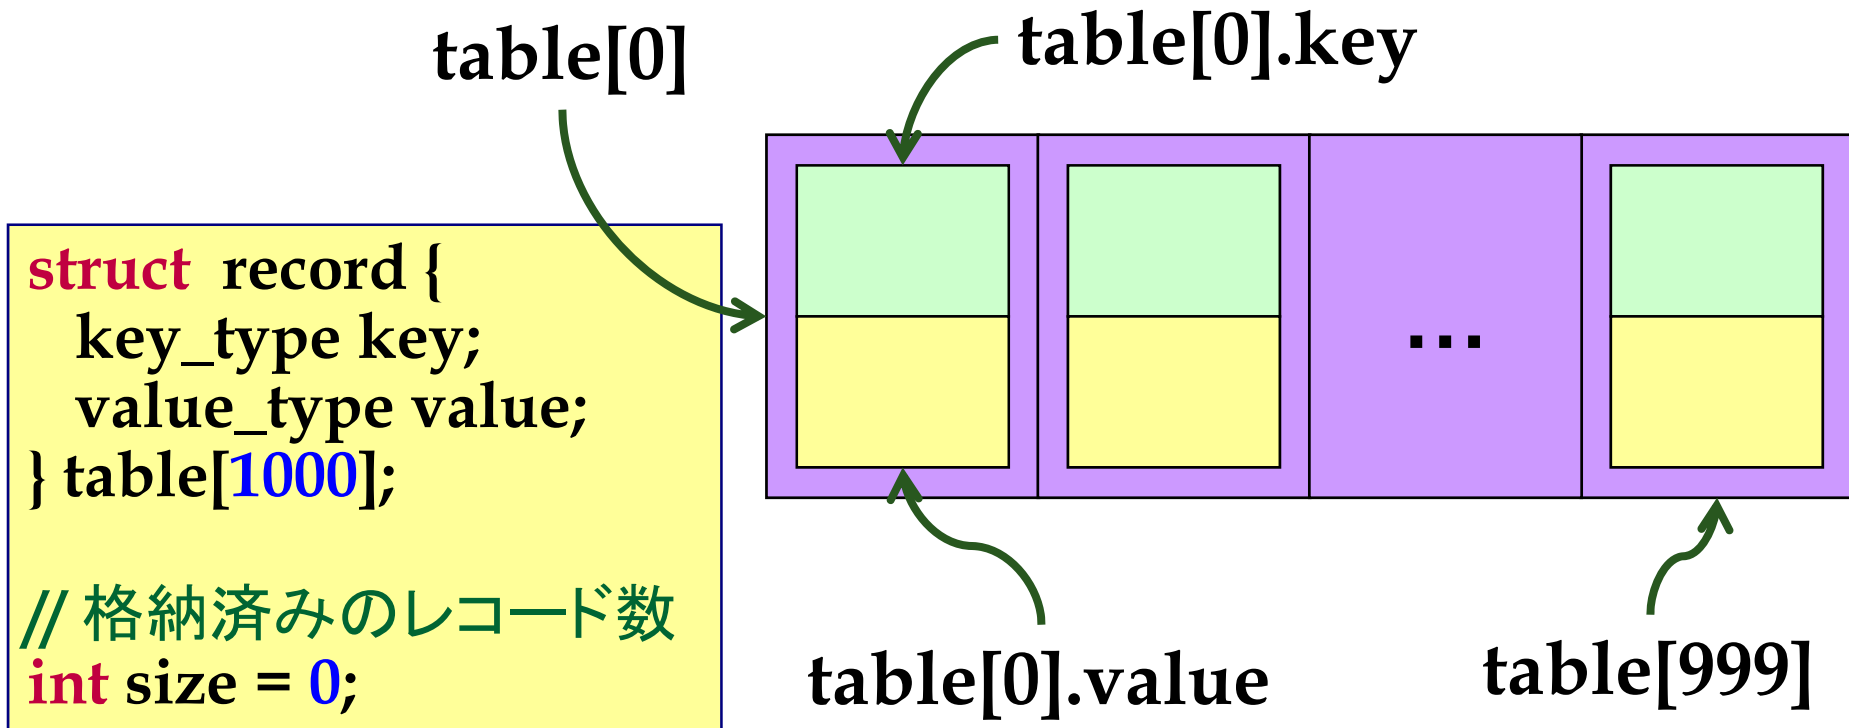 table[0]
table[0].key
struct record {
key_type key;
value_type value;
} table[1000];
// 格納済みのレコード数
int size = 0;
...
table[0].value
table[999]